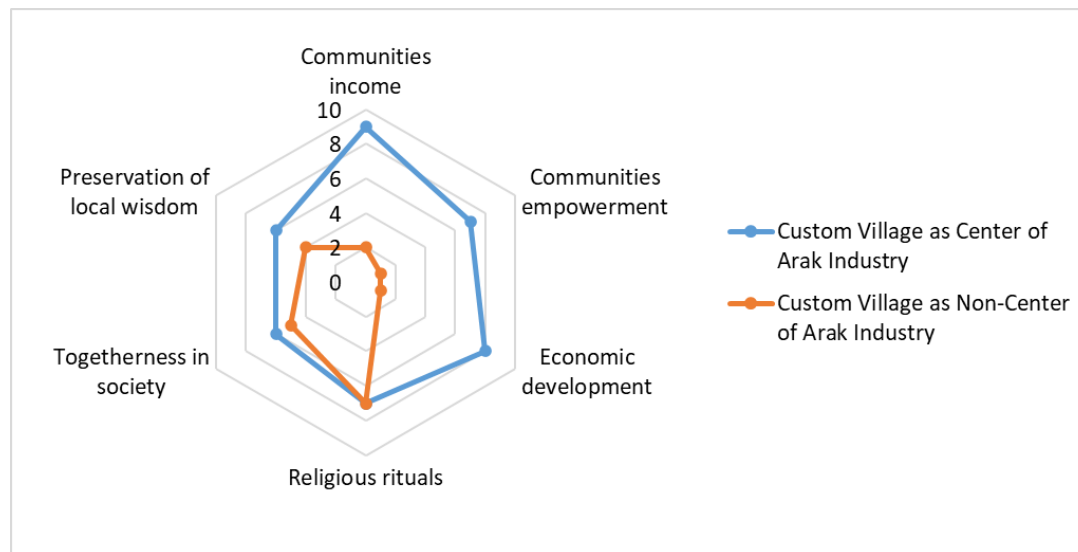 Communities
income
10
8
6
4
2
0
Communities
empowerment
Economic
development
Religious rituals
Togetherness in
society
Preservation of
local wisdom
Custom Village as Center of
Arak Industry
Custom Village as Non-Center
of Arak Industry